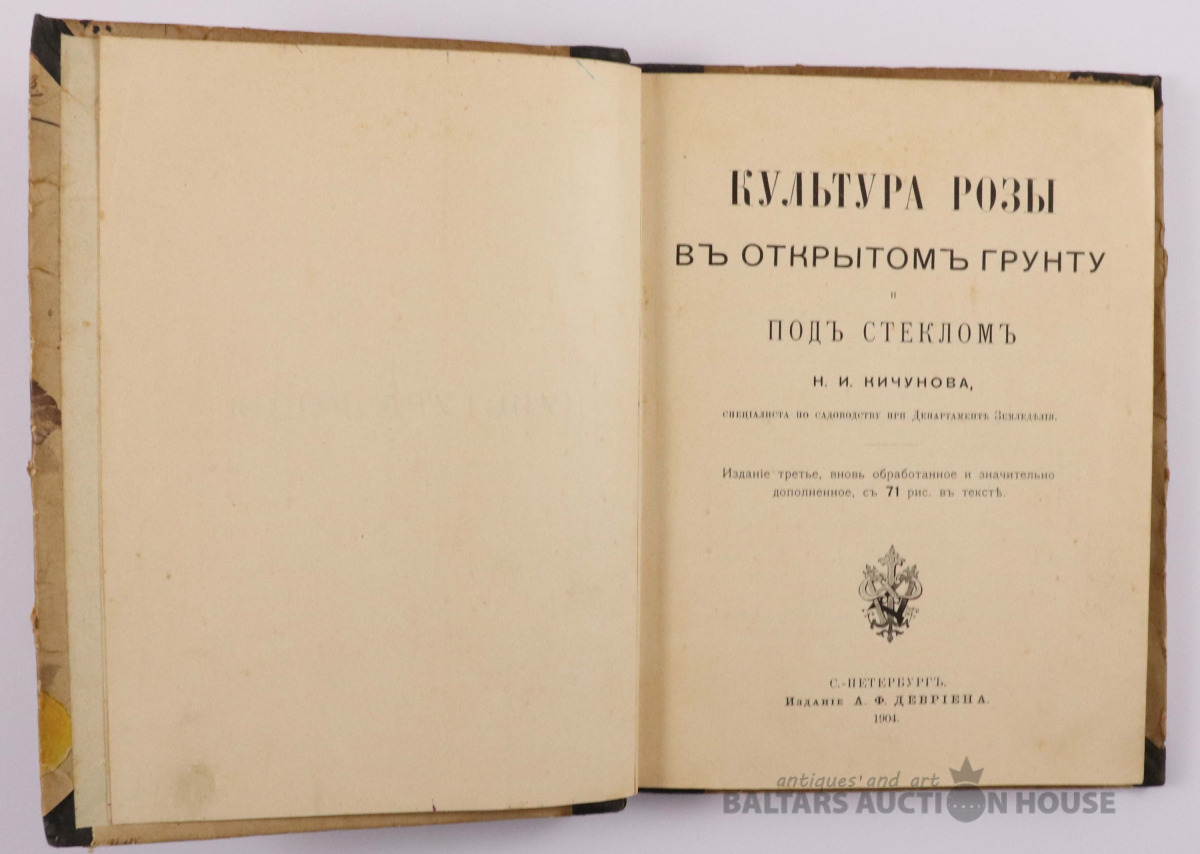 КУЛЬТУРА РОЗЫ
ВЪ ОТКРЫТОМЪ ГРУНТУ
И
ПОДЪ СТЕКЛОМЪ
Н. И. КИЧУНОВА,
СПЕЦІАЛИСТА ПО САДОВОДСТВУ ПРИ ДЕПАРТАМЕНТѢ ЗЕМЛЕДѢЛІЯ.
Изданіе третье, вновь обработанное и значительно
дополненное, съ 71 рис. въ текстѣ.
С.-ПЕТЕРБУРГЪ.
ИЗДАНІЕ А. Ф. ДЕВРІЕНА.
1904.
antiques and art
BALTARS AUCTION HOUSE